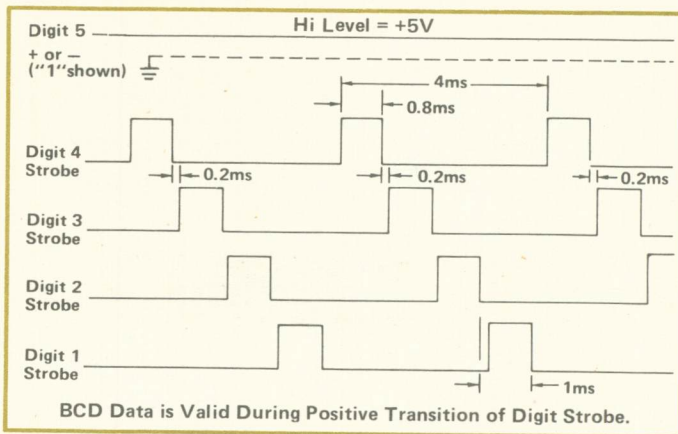 Hi Level = +5V
Digit 5
+ or —
("1"shown)
4ms
0.8ms
Digit 4
Strobe
0.2ms
0.2ms
0.2ms
Digit 3
Strobe
Digit 2
Strobe
Digit 1
Strobe
1ms
BCD Data is Valid During Positive Transition of Digit Strobe.